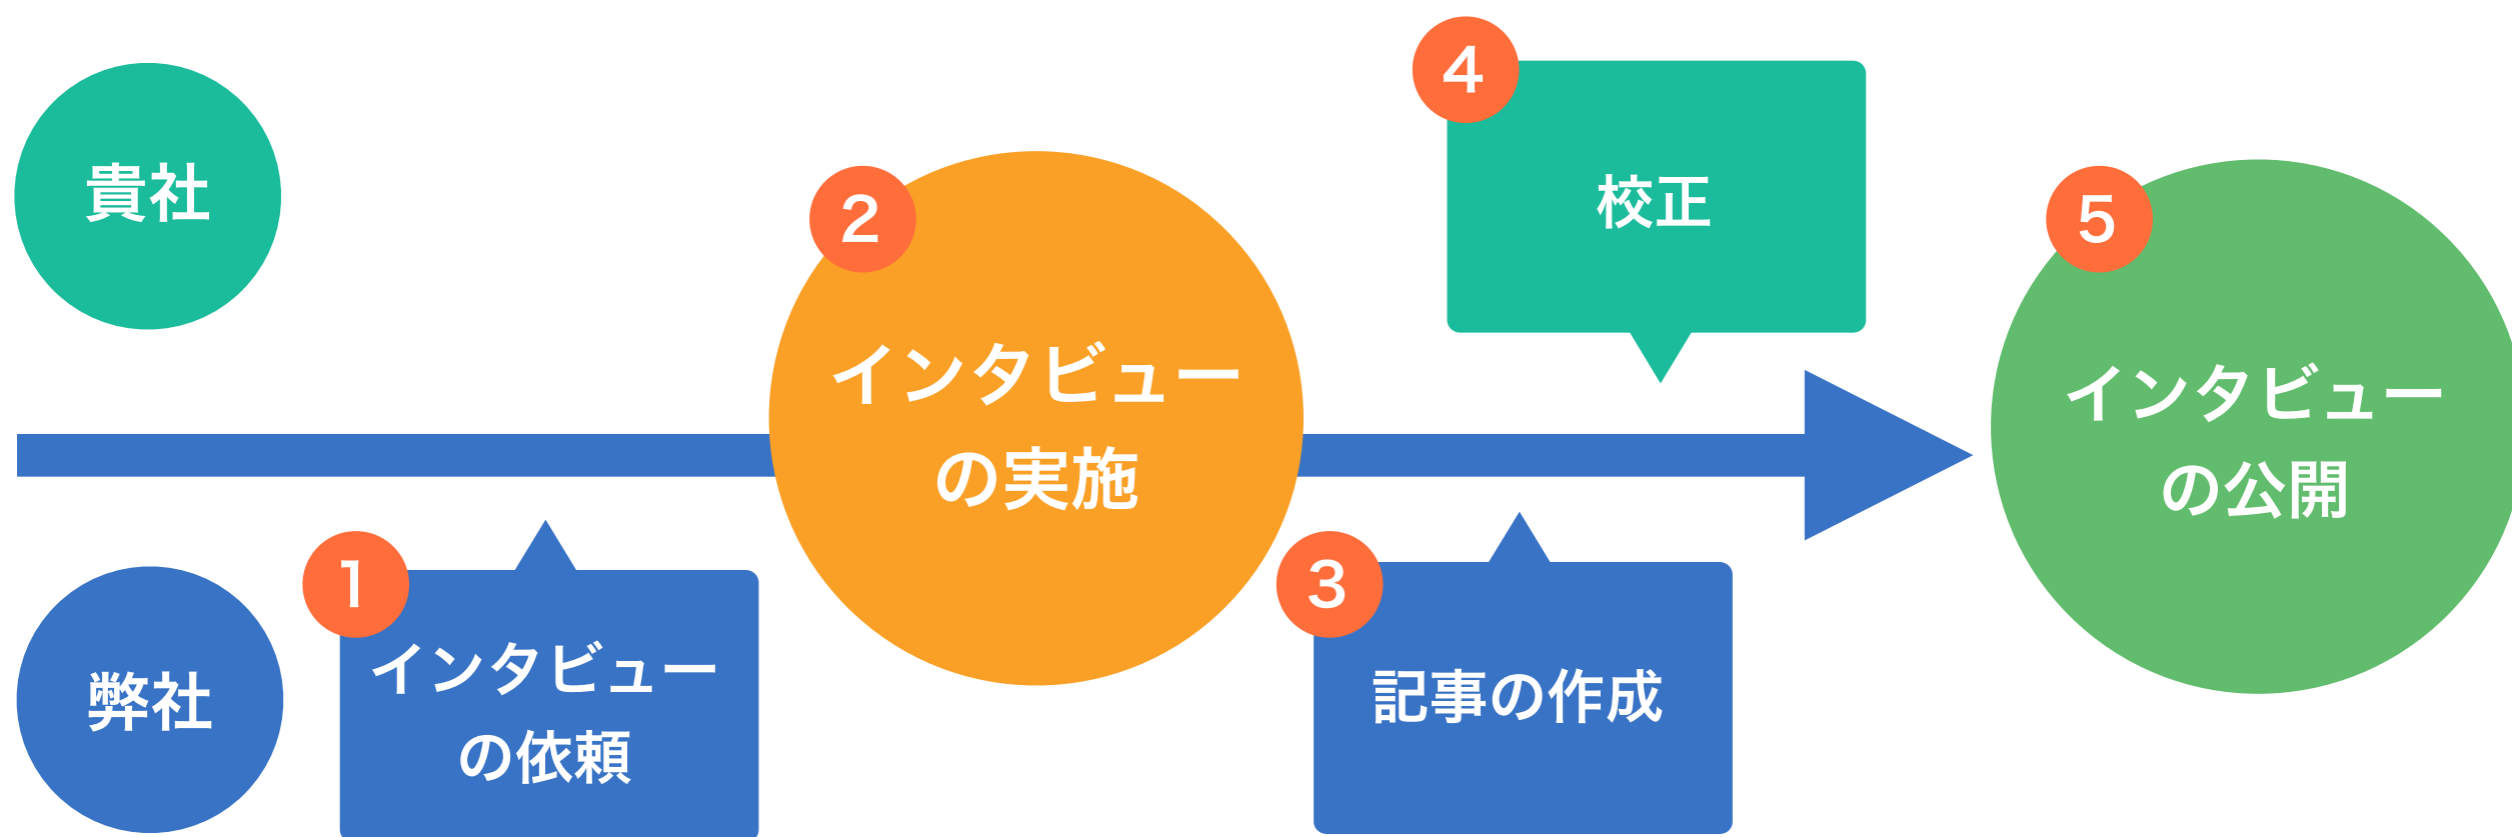 貴社
弊社
1
インタビュー
の依頼
2
インタビュー
の実施
3
記事の作成
4
校正
5
インタビュー
の公開